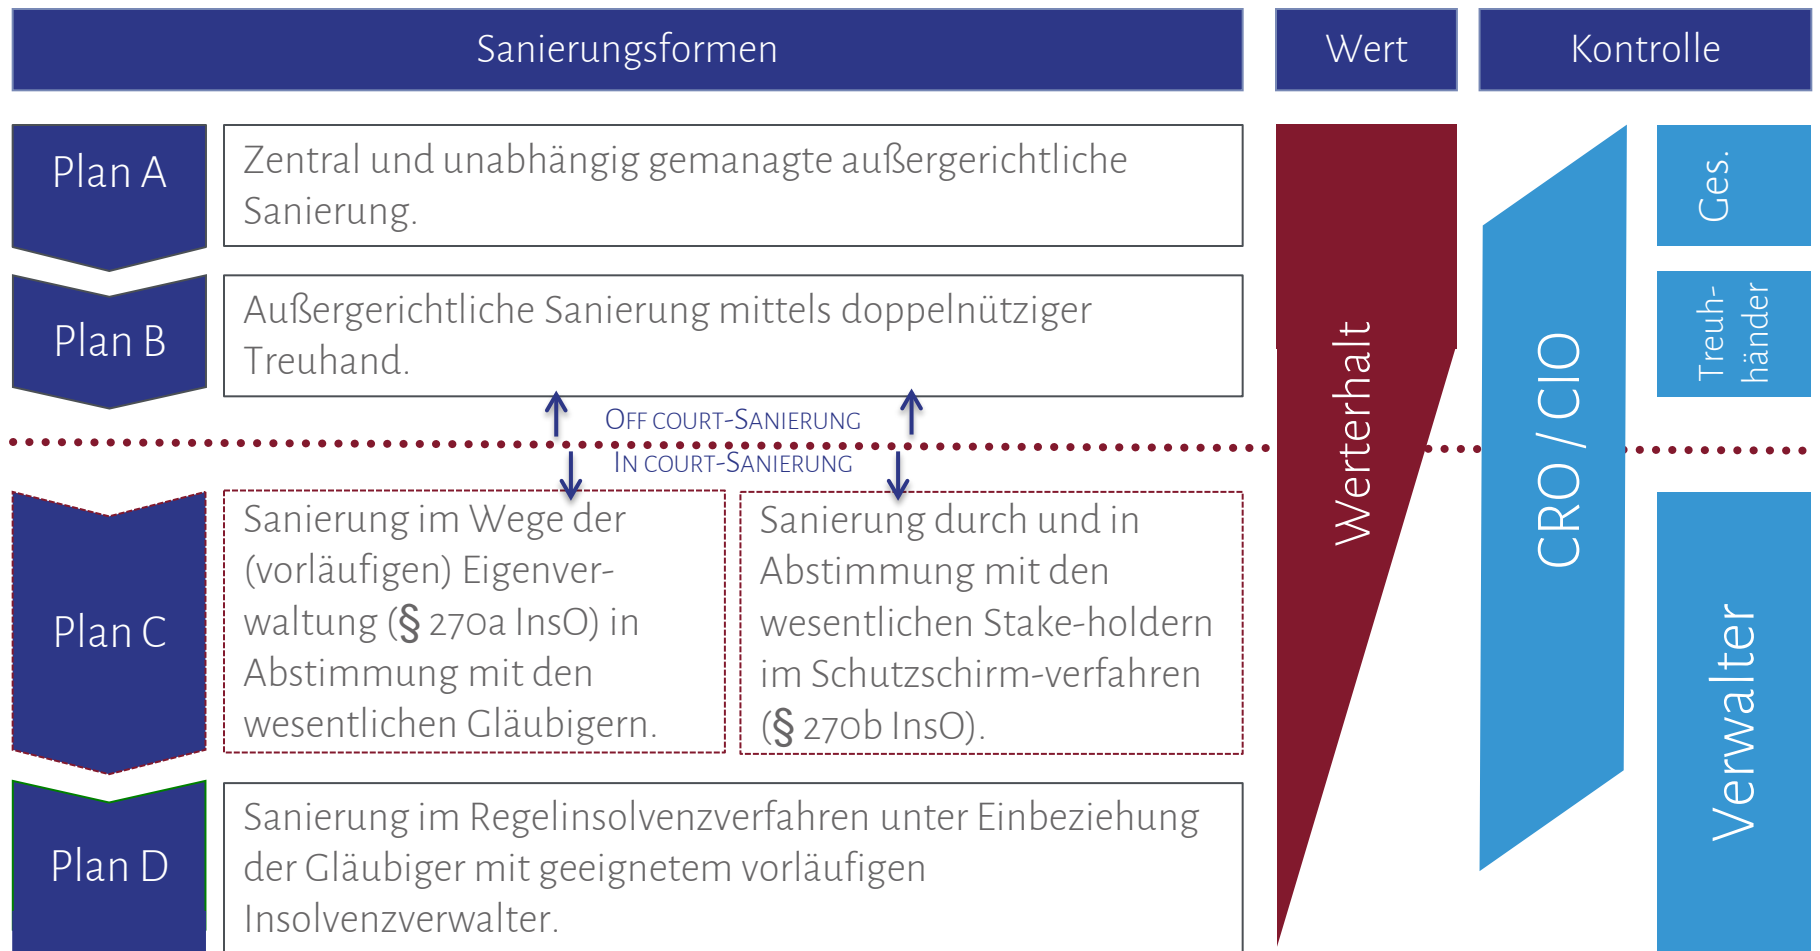 Sanierungsformen
Wert
Kontrolle
Plan A
Zentral und unabhängig gemanagte außergerichtliche
Sanierung.
Ges.
Plan B
Außergerichtliche Sanierung mittels doppelnütziger
Treuhand.
Treuh-
händer
Werterhalt
CRO / CIO
OFF COURT-SANIERUNG
IN COURT-SANIERUNG
Plan C
Sanierung im Wege der
(vorläufigen) Eigenver-
waltung (§ 270a InsO) in
Abstimmung mit den
wesentlichen Gläubigern.
Sanierung durch und in
Abstimmung mit den
wesentlichen Stake-holdern
im Schutzschirm-verfahren
(§ 270b InsO).
Verwalter
Plan D
Sanierung im Regelinsolvenzverfahren unter Einbeziehung
der Gläubiger mit geeignetem vorläufigen
Insolvenzverwalter.